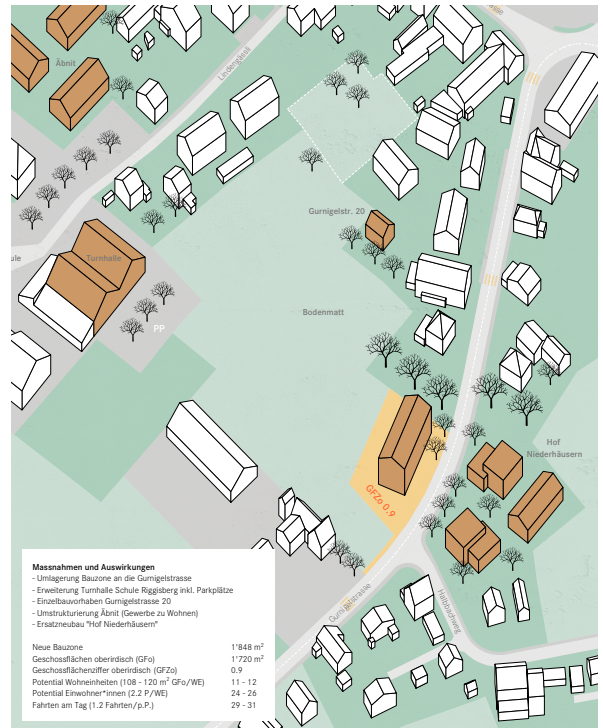 Äbnit
Lindengässli
Gurnigelstr. 20
Turnhalle
PP
Bodenmatt
Hof
Niederhäusern
GFZo 0.9
Gurnigelstrasse
Haltbachweg
Massnahmen und Auswirkungen
- Umlagerung Bauzone an die Gurnigelstrasse
- Erweiterung Turnhalle Schule Riggisberg inkl. Parkplätze
- Einzelbauvorhaben Gurnigelstrasse 20
- Umstrukturierung Äbnit (Gewerbe zu Wohnen)
- Ersatzneubau "Hof Niederhäusern"
Neue Bauzone 1'848 m²
Geschossflächen oberirdisch (GFo) 1'720 m²
Geschossflächenziffer oberirdisch (GFZo) 0.9
Potential Wohneinheiten (108 - 120 m² GFo/WE) 11 - 12
Potential Einwohner*innen (2.2 P/WE) 24 - 26
Fahrten am Tag (1.2 Fahrten/p.P.) 29 - 31